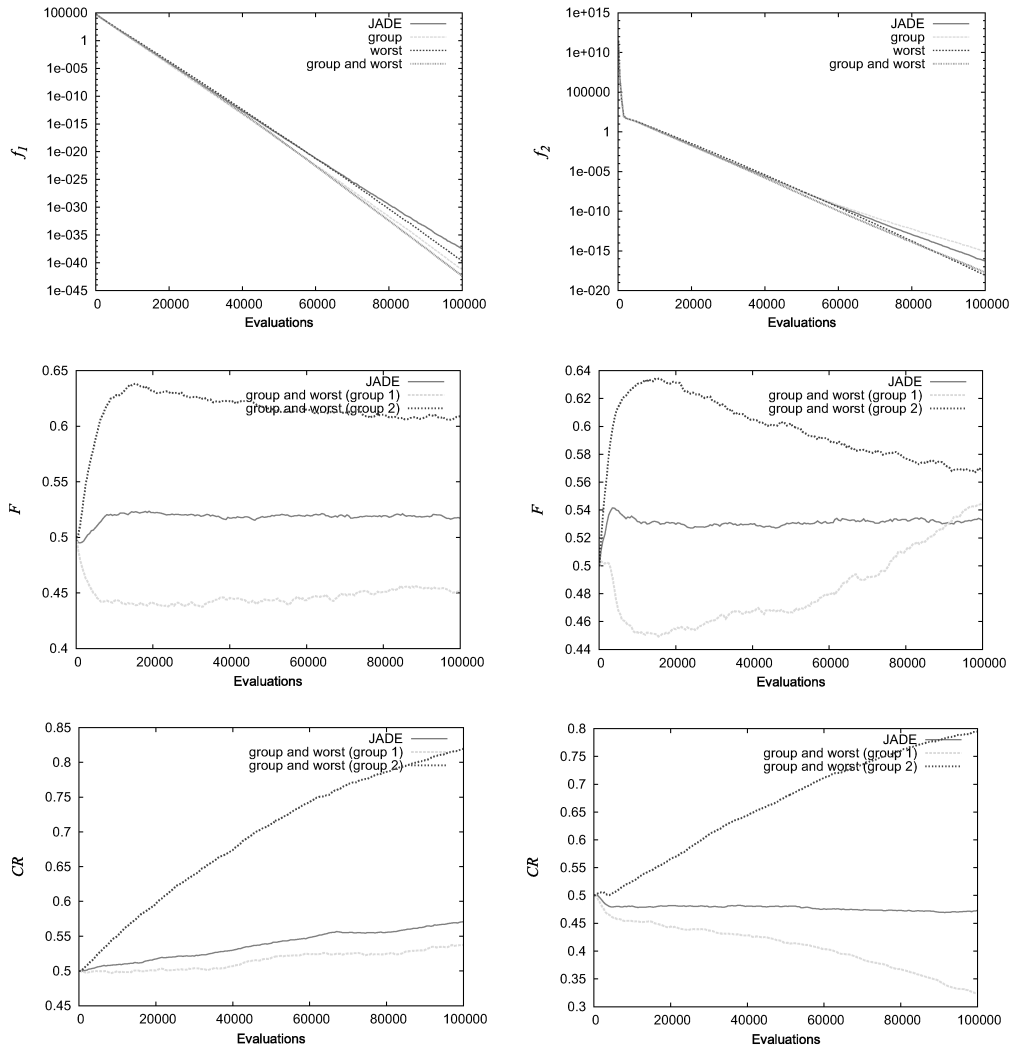 100000
1
1e-005
1e-010
1e-015
1e-020
1e-025
1e-030
1e-035
1e-040
1e-045
f1
0 20000 40000 60000 80000 100000
Evaluations
JADE
group
worst
group and worst
1e+015
1e+010
100000
1
1e-005
1e-010
1e-015
1e-020
f2
0 20000 40000 60000 80000 100000
Evaluations
JADE
group
worst
group and worst
0.65
0.6
0.55
0.5
0.45
0.4
F
0 20000 40000 60000 80000 100000
Evaluations
JADE
group and worst (group 1)
group and worst (group 2)
0.64
0.62
0.6
0.58
0.56
0.54
0.52
0.5
0.48
0.46
0.44
F
0 20000 40000 60000 80000 100000
Evaluations
JADE
group and worst (group 1)
group and worst (group 2)
0.85
0.8
0.75
0.7
0.65
0.6
0.55
0.5
0.45
CR
0 20000 40000 60000 80000 100000
Evaluations
JADE
group and worst (group 1)
group and worst (group 2)
0.8
0.75
0.7
0.65
0.6
0.55
0.5
0.45
0.4
0.35
0.3
CR
0 20000 40000 60000 80000 100000
Evaluations
JADE
group and worst (group 1)
group and worst (group 2)